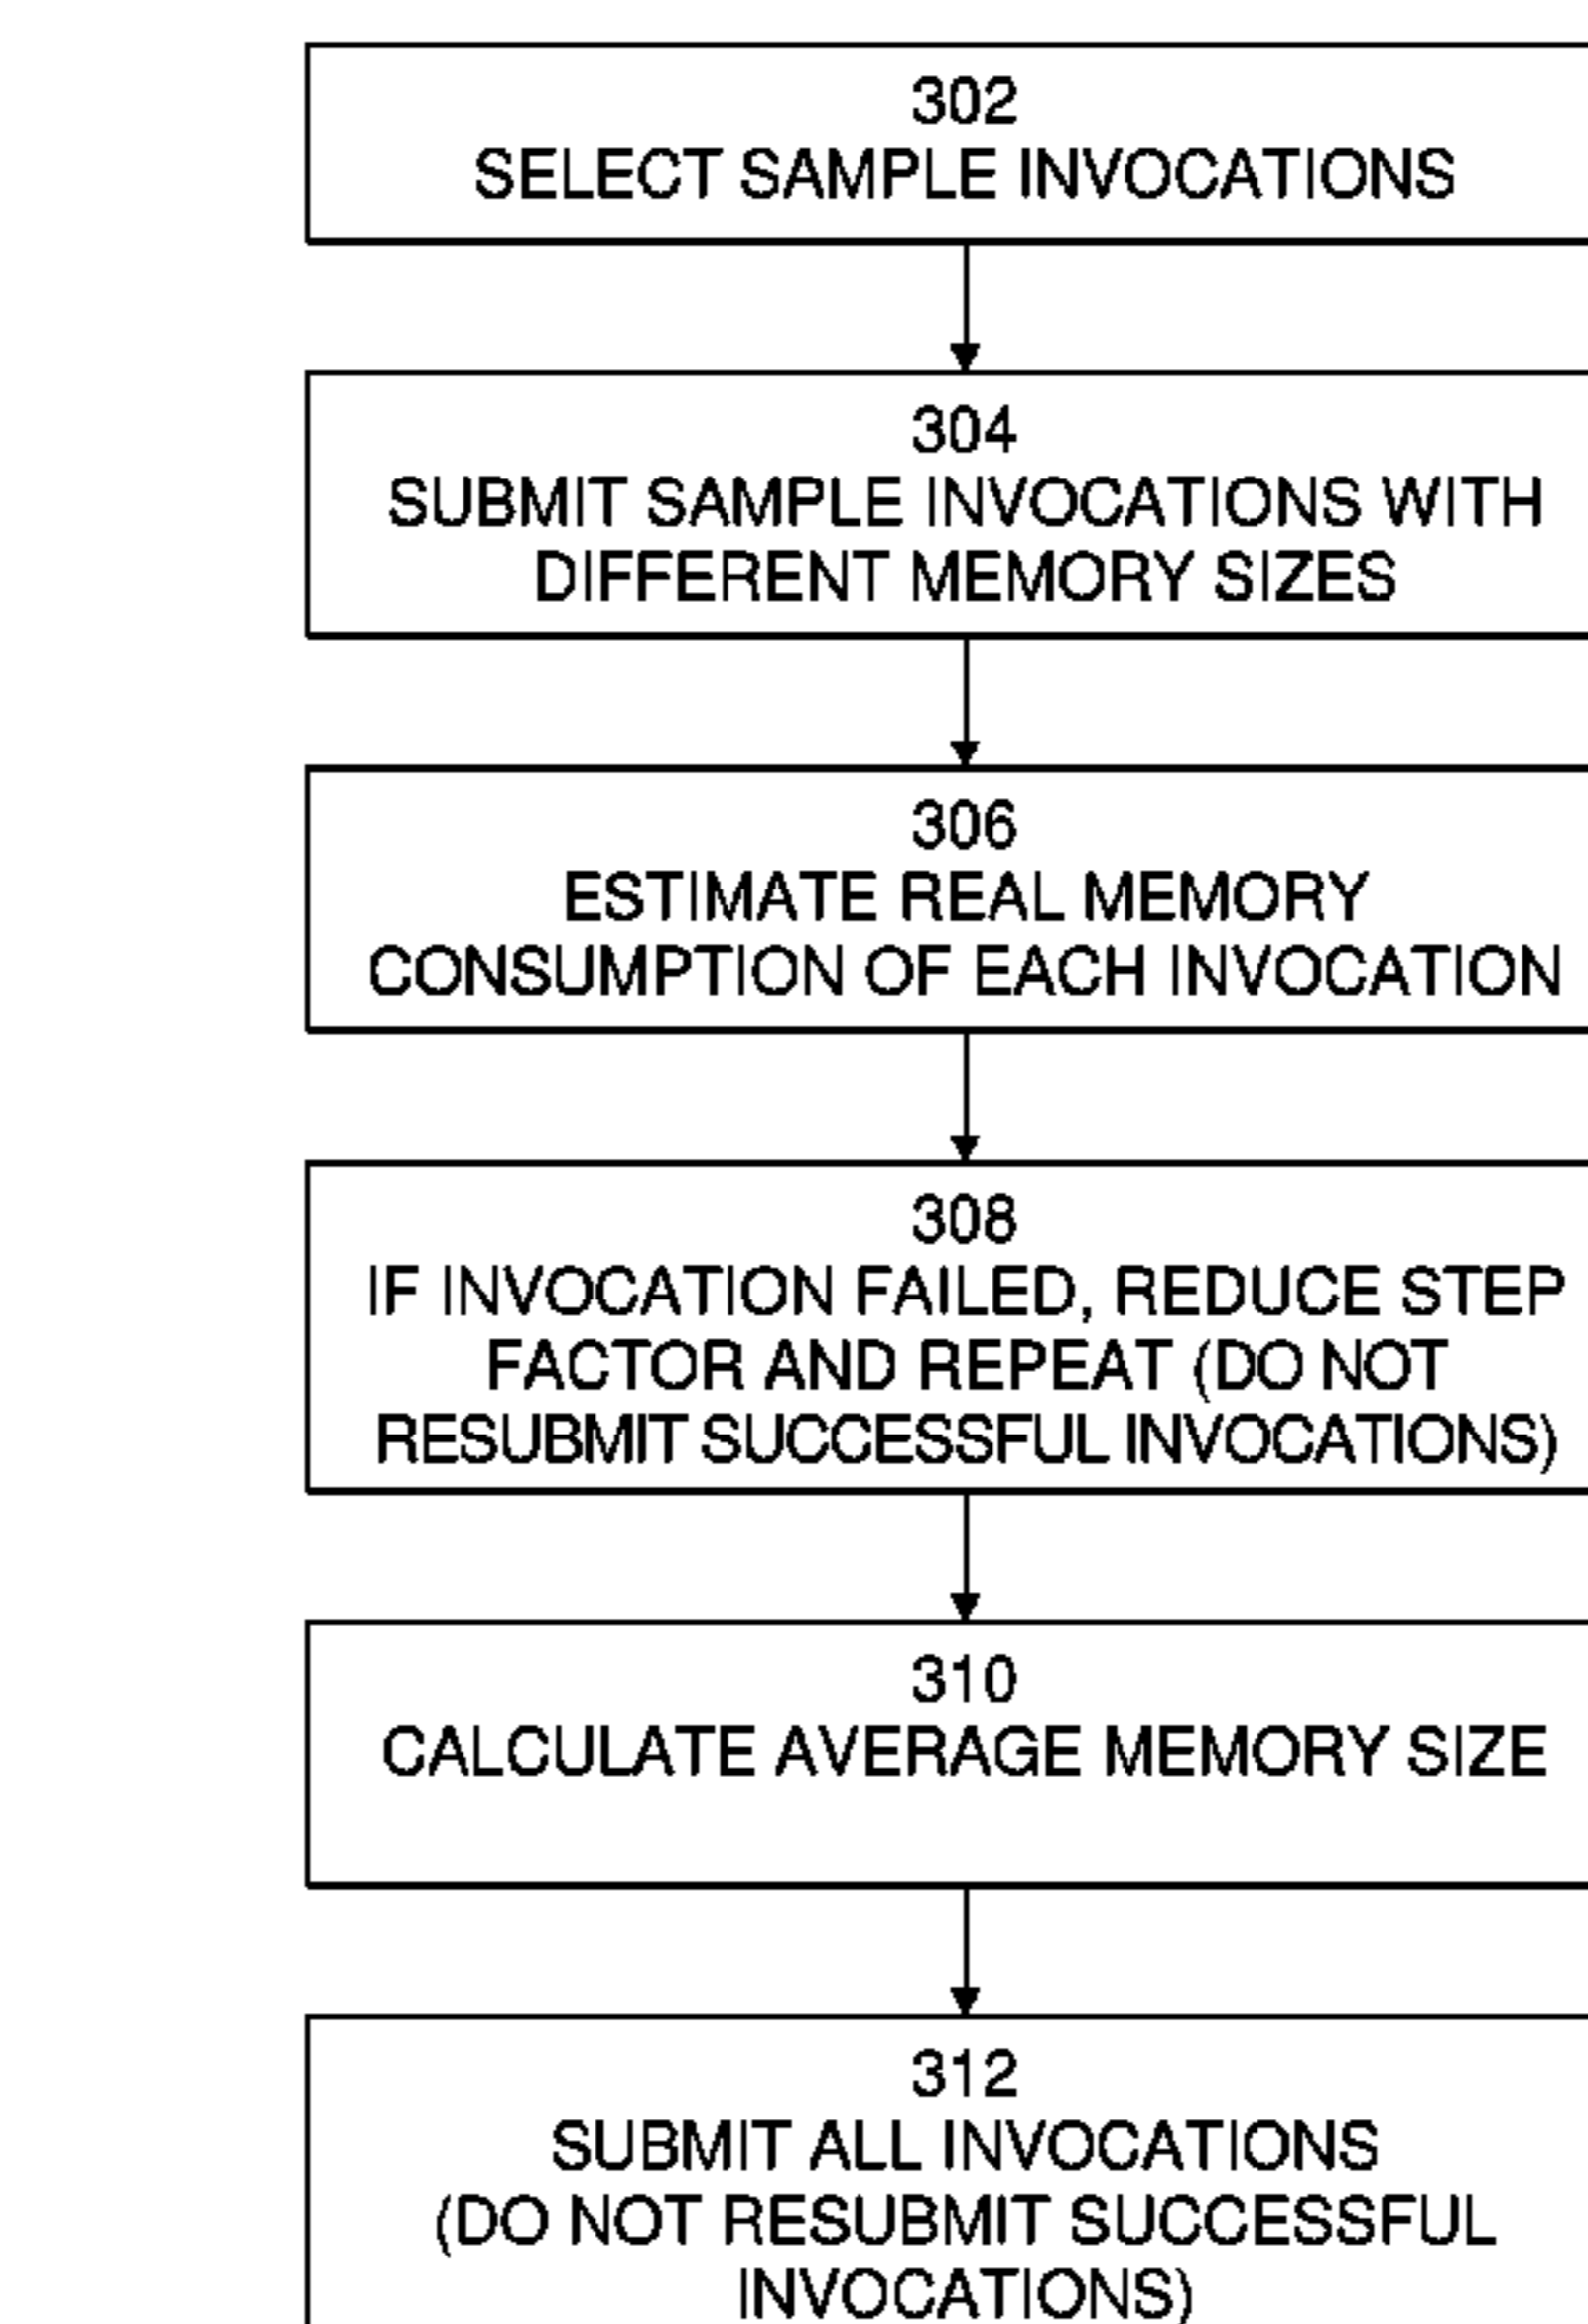 302
SELECT SAMPLE INVOCATIONS
304
SUBMIT SAMPLE INVOCATIONS WITH
DIFFERENT MEMORY SIZES
306
ESTIMATE REAL MEMORY
CONSUMPTION OF EACH INVOCATION
308
IF INVOCATION FAILED, REDUCE STEP
FACTOR AND REPEAT (DO NOT
RESUBMIT SUCCESSFUL INVOCATIONS)
310
CALCULATE AVERAGE MEMORY SIZE
312
SUBMIT ALL INVOCATIONS
(DO NOT RESUBMIT SUCCESSFUL
INVOCATIONS)